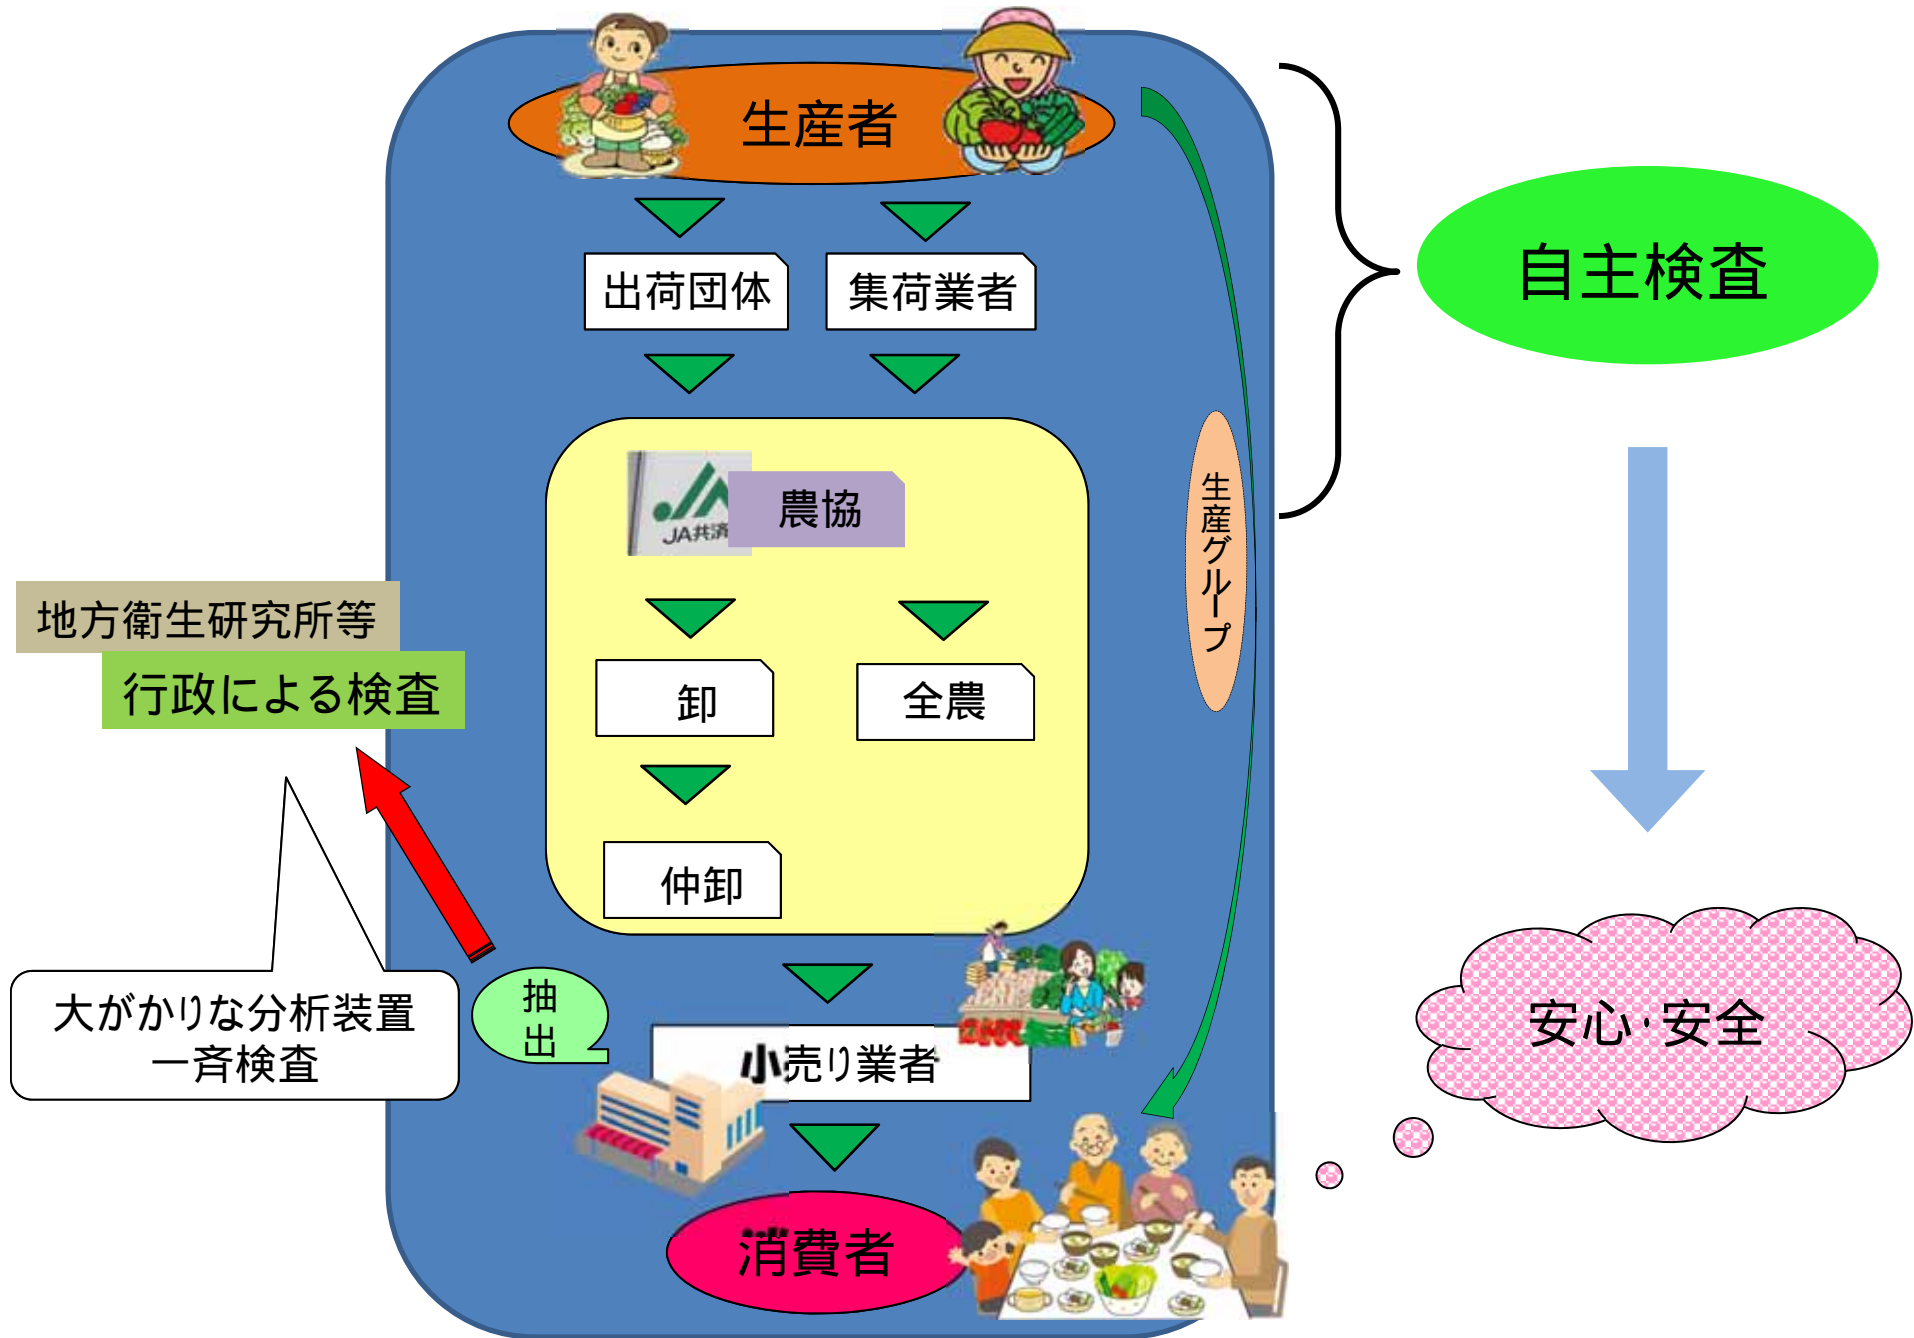 生産者
出荷団体
集荷業者
自主検査
JA共済
農協
生産グループ
卸
全農
仲卸
地方衛生研究所等
行政による検査
大がかりな分析装置
一斉検査
抽
出
小売り業者
消費者
安心・安全